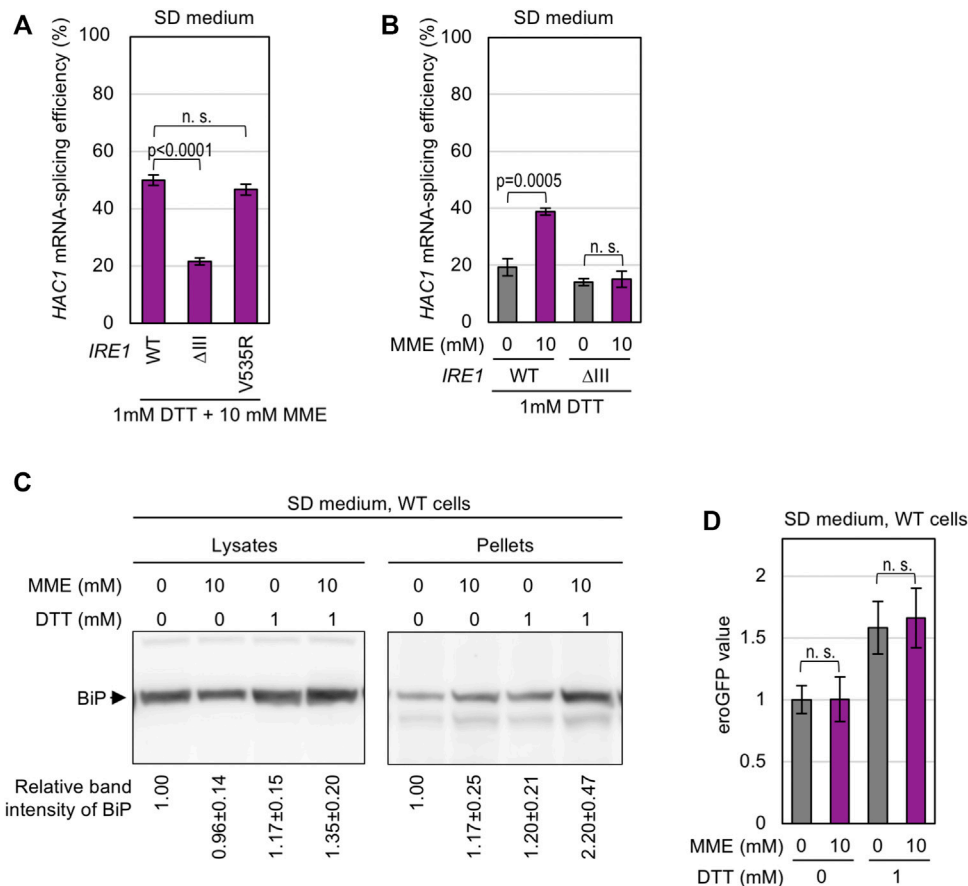 A
SD medium
HAC1 mRNA-splicing efficiency (%)
100
80
60
40
20
0
n. s.
p<0.0001
IRE1
WT
ΔIII
V535R
1mM DTT + 10 mM MME
B
SD medium
HAC1 mRNA-splicing efficiency (%)
100
80
60
40
20
0
p=0.0005
n. s.
MME (mM) 0 10 0 10
IRE1 WT ΔIII
1mM DTT
C
SD medium, WT cells
Lysates Pellets
MME (mM) 0 10 0 10 0 10 0 10
DTT (mM) 0 0 1 1 0 0 1 1
BiP
Relative band
intensity of BiP
1.00
0.96±0.14
1.17±0.15
1.35±0.20
1.00
1.17±0.25
1.20±0.21
2.20±0.47
D
SD medium, WT cells
eroGFP value
2
1.5
1
0.5
0
n. s.
n. s.
MME (mM) 0 10 0 10
DTT (mM) 0 1